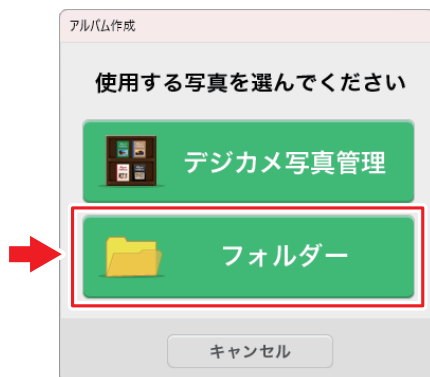 アルバム作成
使用する写真を選んでください
デジカメ写真管理
フォルダー
キャンセル